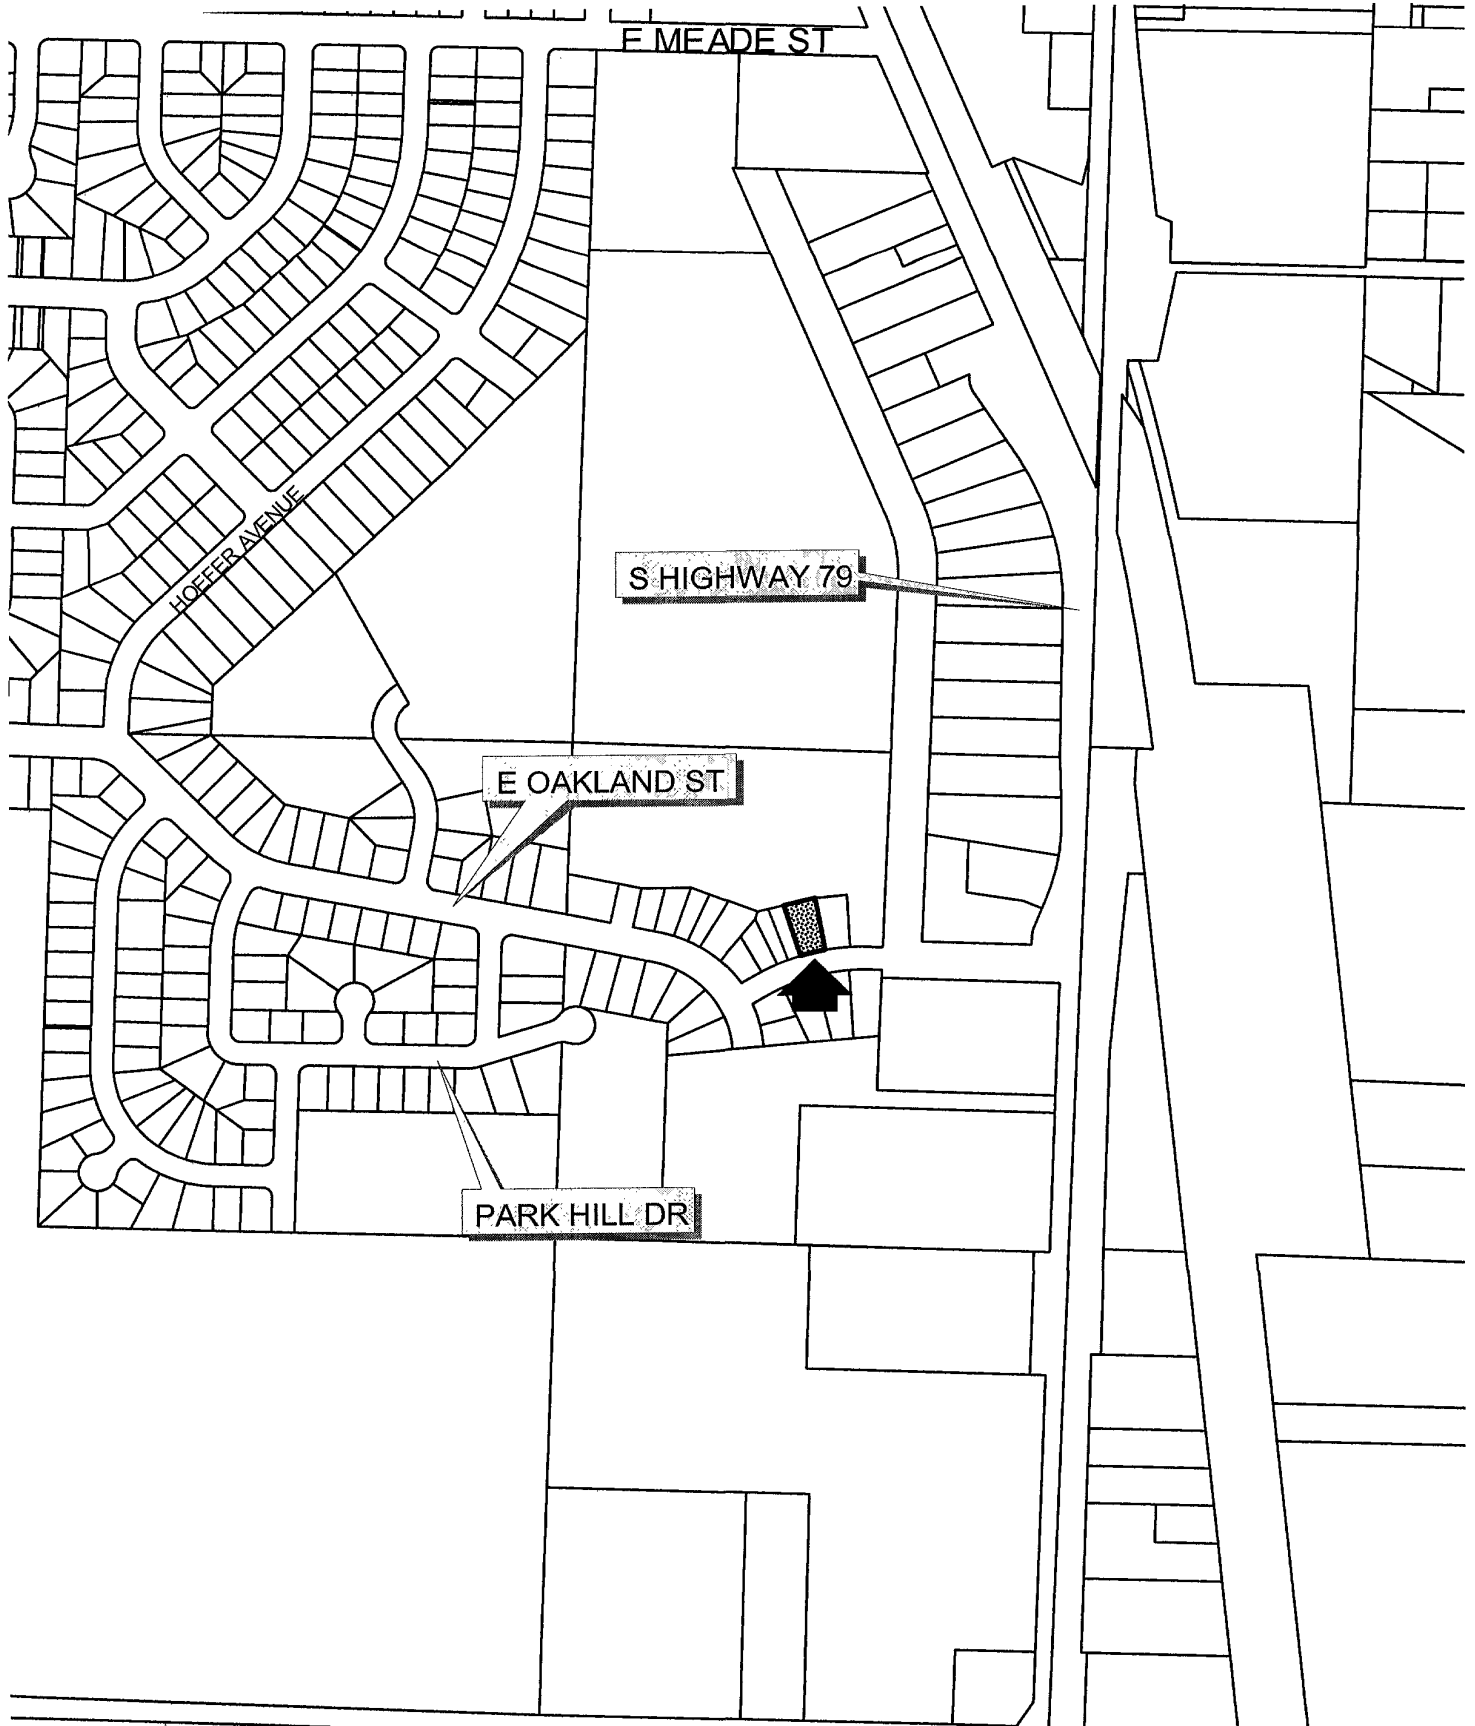 E MEADE ST
HOEFER AVENUE
S HIGHWAY 79
E OAKLAND ST
PARK HILL DR